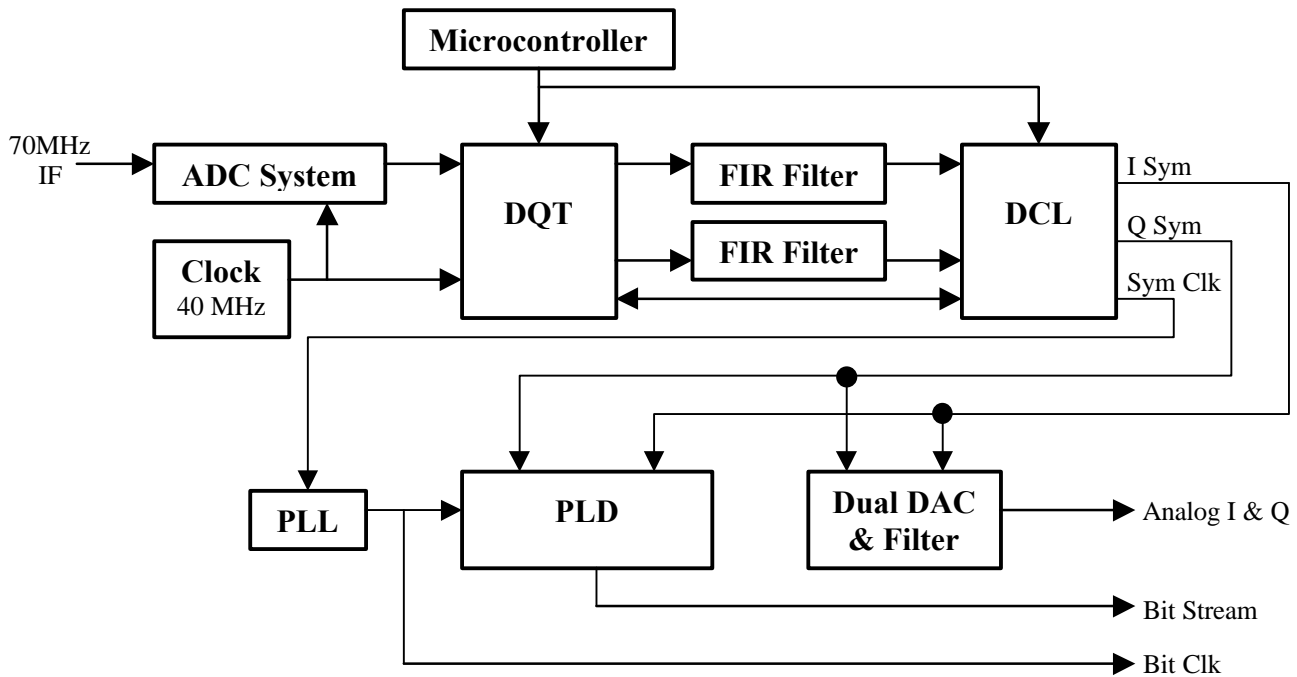 Microcontroller
70MHz
IF
ADC System
DQT
FIR Filter
FIR Filter
DCL
I Sym
Q Sym
Sym Clk
Clock
40 MHz
PLL
PLD
Dual DAC
& Filter
Analog I & Q
Bit Stream
Bit Clk